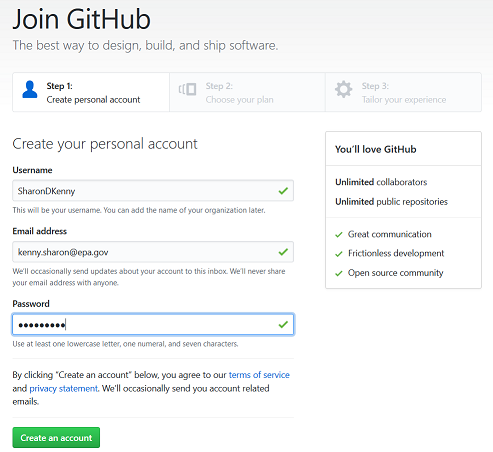 Join GitHub
The best way to design, build, and ship software.
Step 1:
Create personal account
Step 2:
Choose your plan
Step 3:
Tailor your experience
Create your personal account
Username
SharonDKenny
This will be your username. You can add the name of your organization later.
Email address
kenny.sharon@epa.gov
We'll occasionally send updates about your account to this inbox. We'll never share
your email address with anyone.
Password
●●●●●●●●●
Use at least one lowercase letter, one numeral, and seven characters.
By clicking "Create an account" below, you agree to our terms of service
and privacy statement. We'll occasionally send you account related
emails.
Create an account
You'll love GitHub
Unlimited collaborators
Unlimited public repositories
Great communication
Frictionless development
Open source community